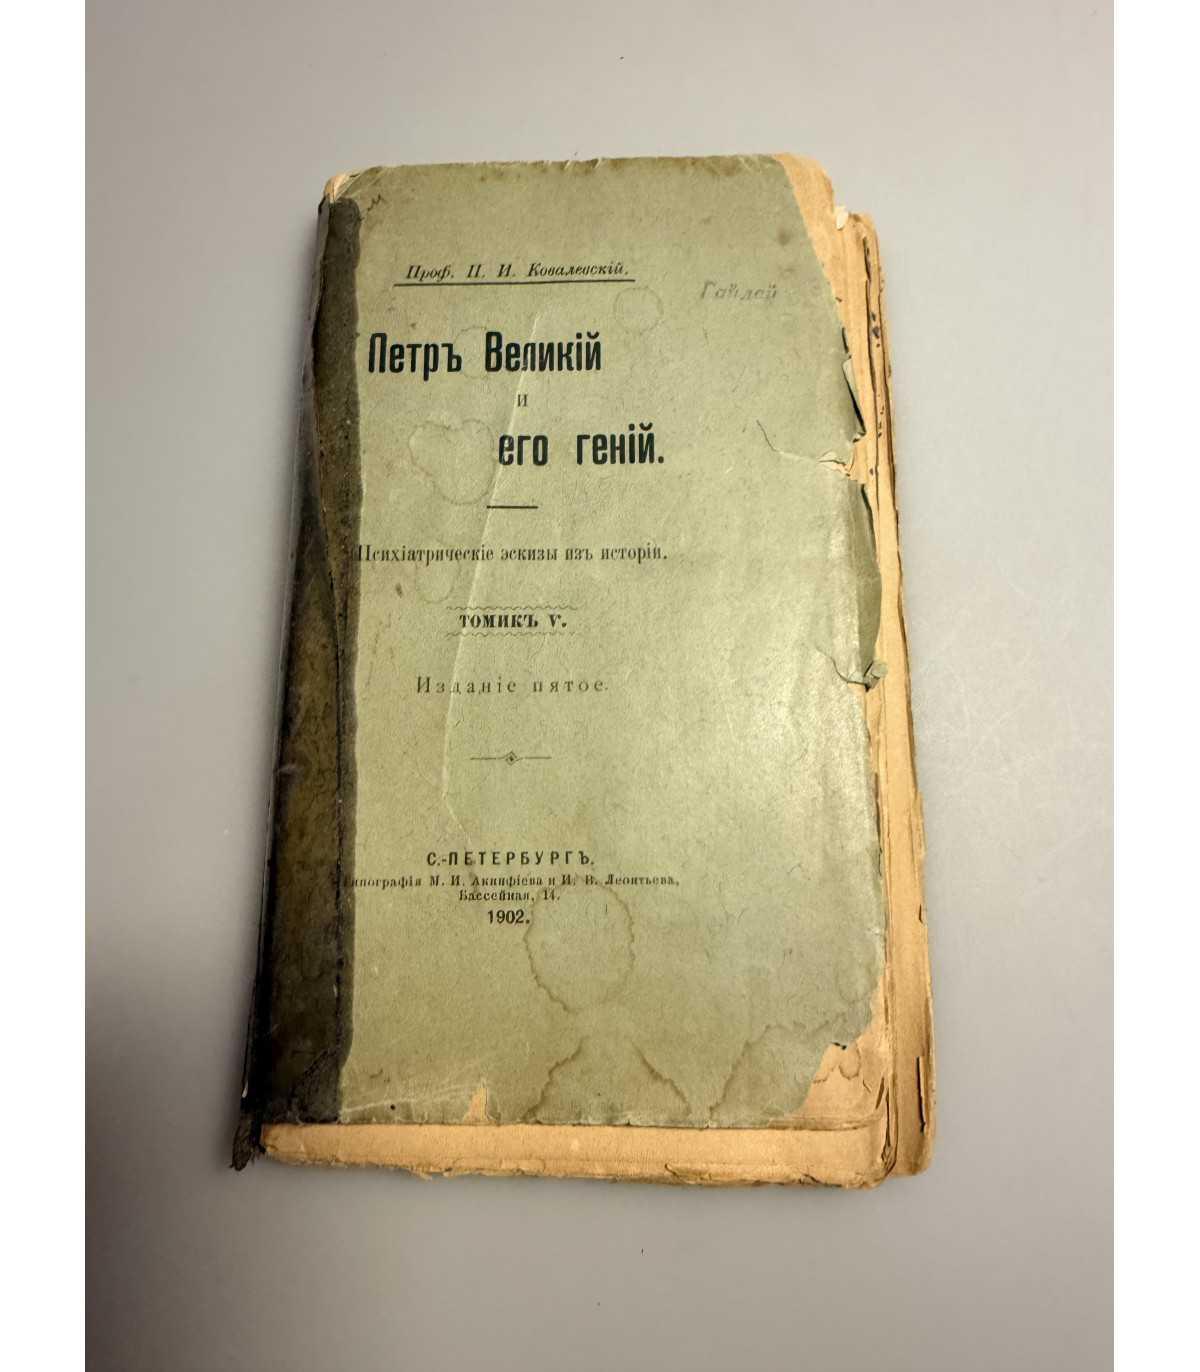 Проф. П. И. Ковалевскій.
Гайдей
Петръ Великій
и
его геній.
Психіатрическіе эскизы изъ исторіи.
ТОМИКЪ V.
Изданіе пятое.
С.-ПЕТЕРБУРГЪ.
Типографія М. И. Акинфіева и И. В. Леонтьева,
Бассейная, 14.
1902.